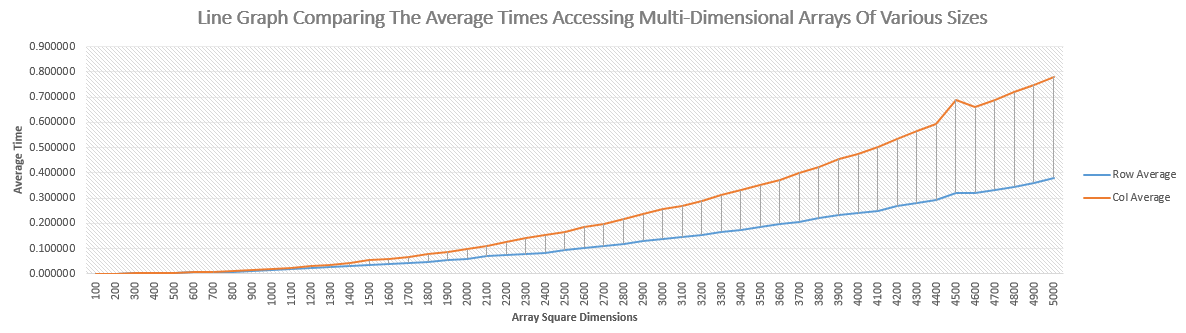 Line Graph Comparing The Average Times Accessing Multi-Dimensional Arrays Of Various Sizes
0.900000
0.800000
0.700000
0.600000
0.500000
0.400000
0.300000
0.200000
0.100000
0.000000
Average Time
100 200 300 400 500 600 700 800 900 1000 1100 1200 1300 1400 1500 1600 1700 1800 1900 2000 2100 2200 2300 2400 2500 2600 2700 2800 2900 3000 3100 3200 3300 3400 3500 3600 3700 3800 3900 4000 4100 4200 4300 4400 4500 4600 4700 4800 4900 5000
Array Square Dimensions
Row Average
Col Average